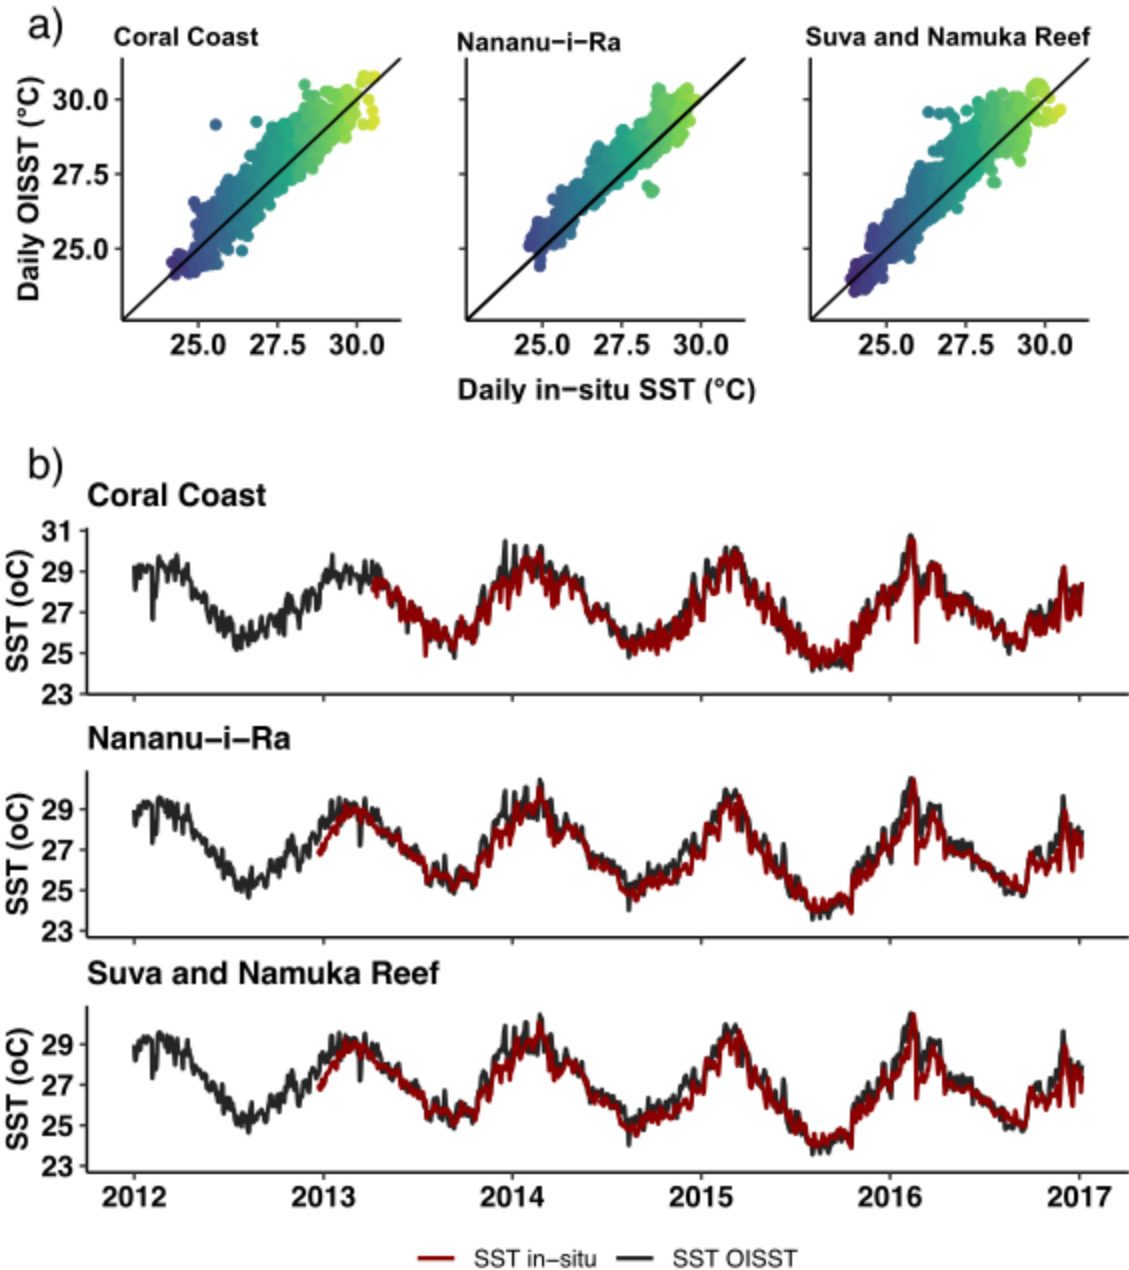 a)
Coral Coast
Nananu−i−Ra
Suva and Namuka Reef
Daily OISST (°C)
30.0
27.5
25.0
25.0 27.5 30.0
25.0 27.5 30.0
25.0 27.5 30.0
Daily in−situ SST (°C)
b)
Coral Coast
SST (oC)
31
29
27
25
23
Nananu−i−Ra
SST (oC)
29
27
25
23
Suva and Namuka Reef
SST (oC)
29
27
25
23
2012 2013 2014 2015 2016 2017
SST in−situ SST OISST